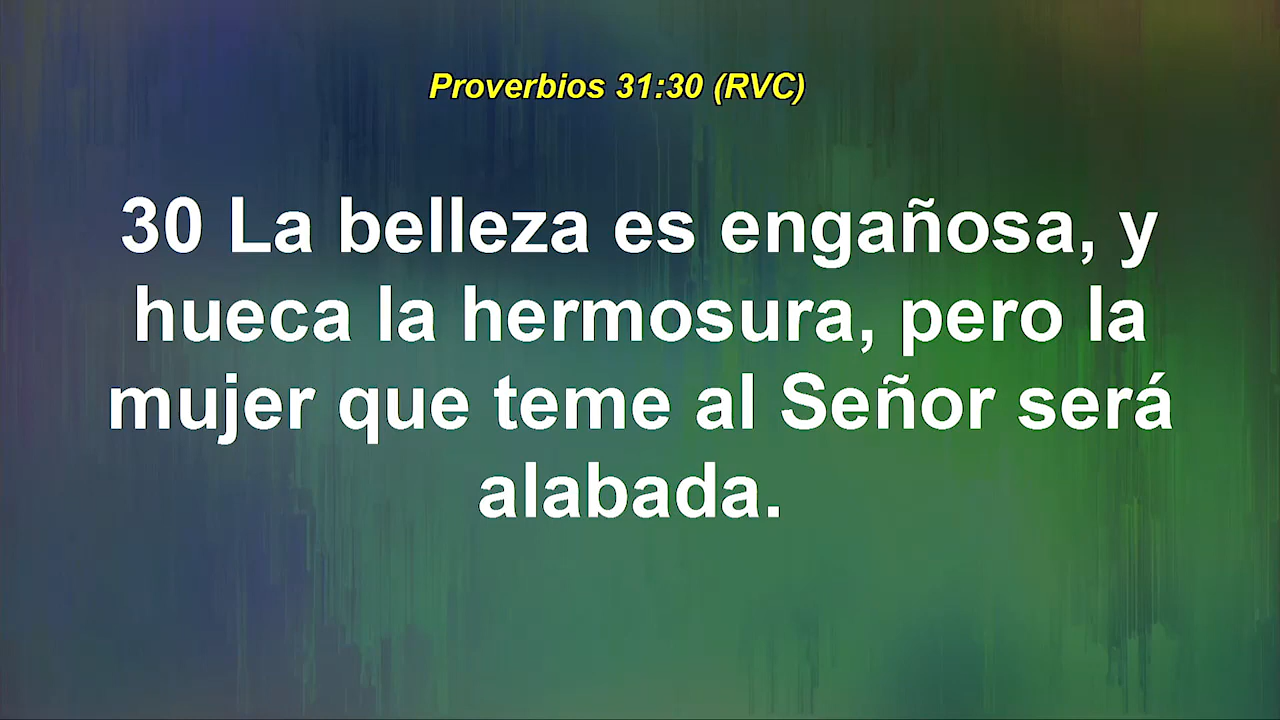 Proverbios 31:30 (RVC)
30 La belleza es engañosa, y
hueca la hermosura, pero la
mujer que teme al Señor será
alabada.